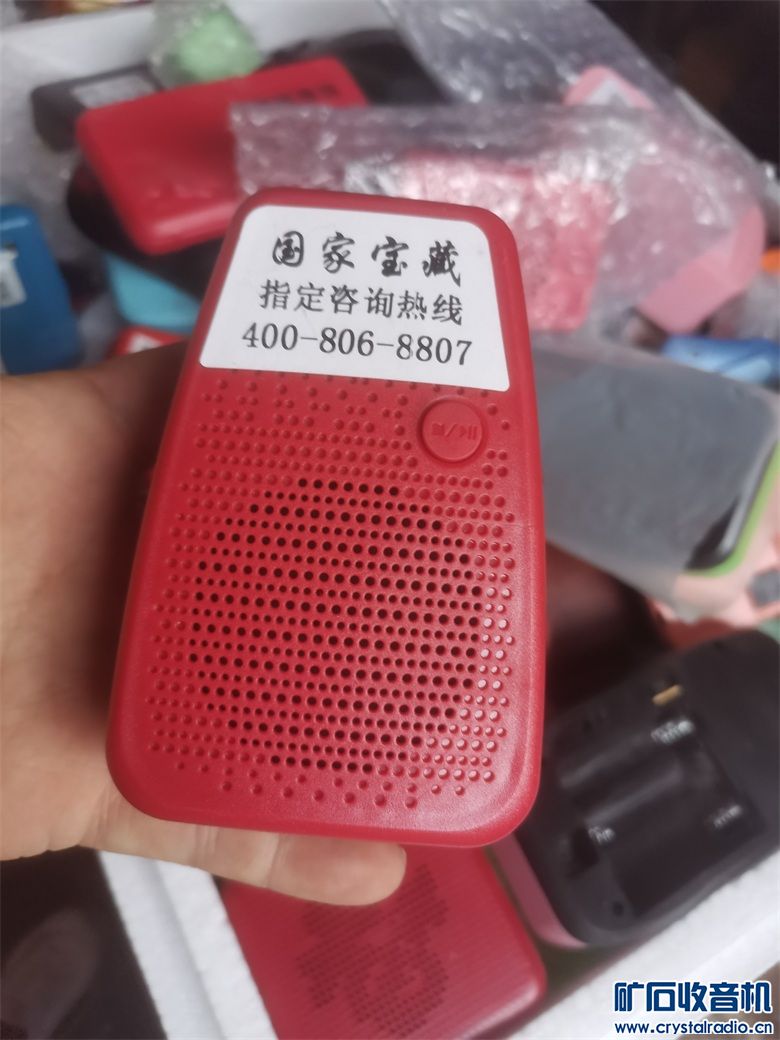 国家宝藏
指定咨询热线
400-806-8807
M/⏯
矿石收音机
www.crystalradio.cn